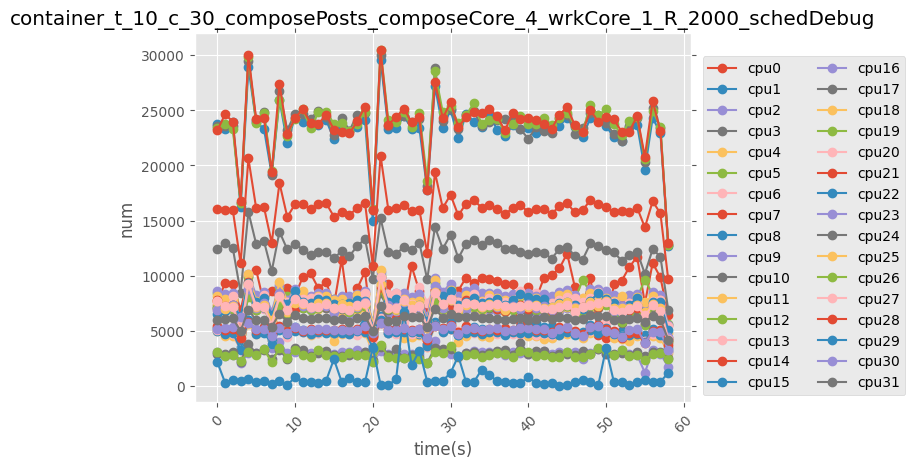 container_t_10_c_30_composePosts_composeCore_4_wrkCore_1_R_2000_schedDebug
30000
25000
20000
15000
10000
5000
0
num
0
10
20
30
40
50
60
time(s)
cpu0
cpu1
cpu2
cpu3
cpu4
cpu5
cpu6
cpu7
cpu8
cpu9
cpu10
cpu11
cpu12
cpu13
cpu14
cpu15
cpu16
cpu17
cpu18
cpu19
cpu20
cpu21
cpu22
cpu23
cpu24
cpu25
cpu26
cpu27
cpu28
cpu29
cpu30
cpu31